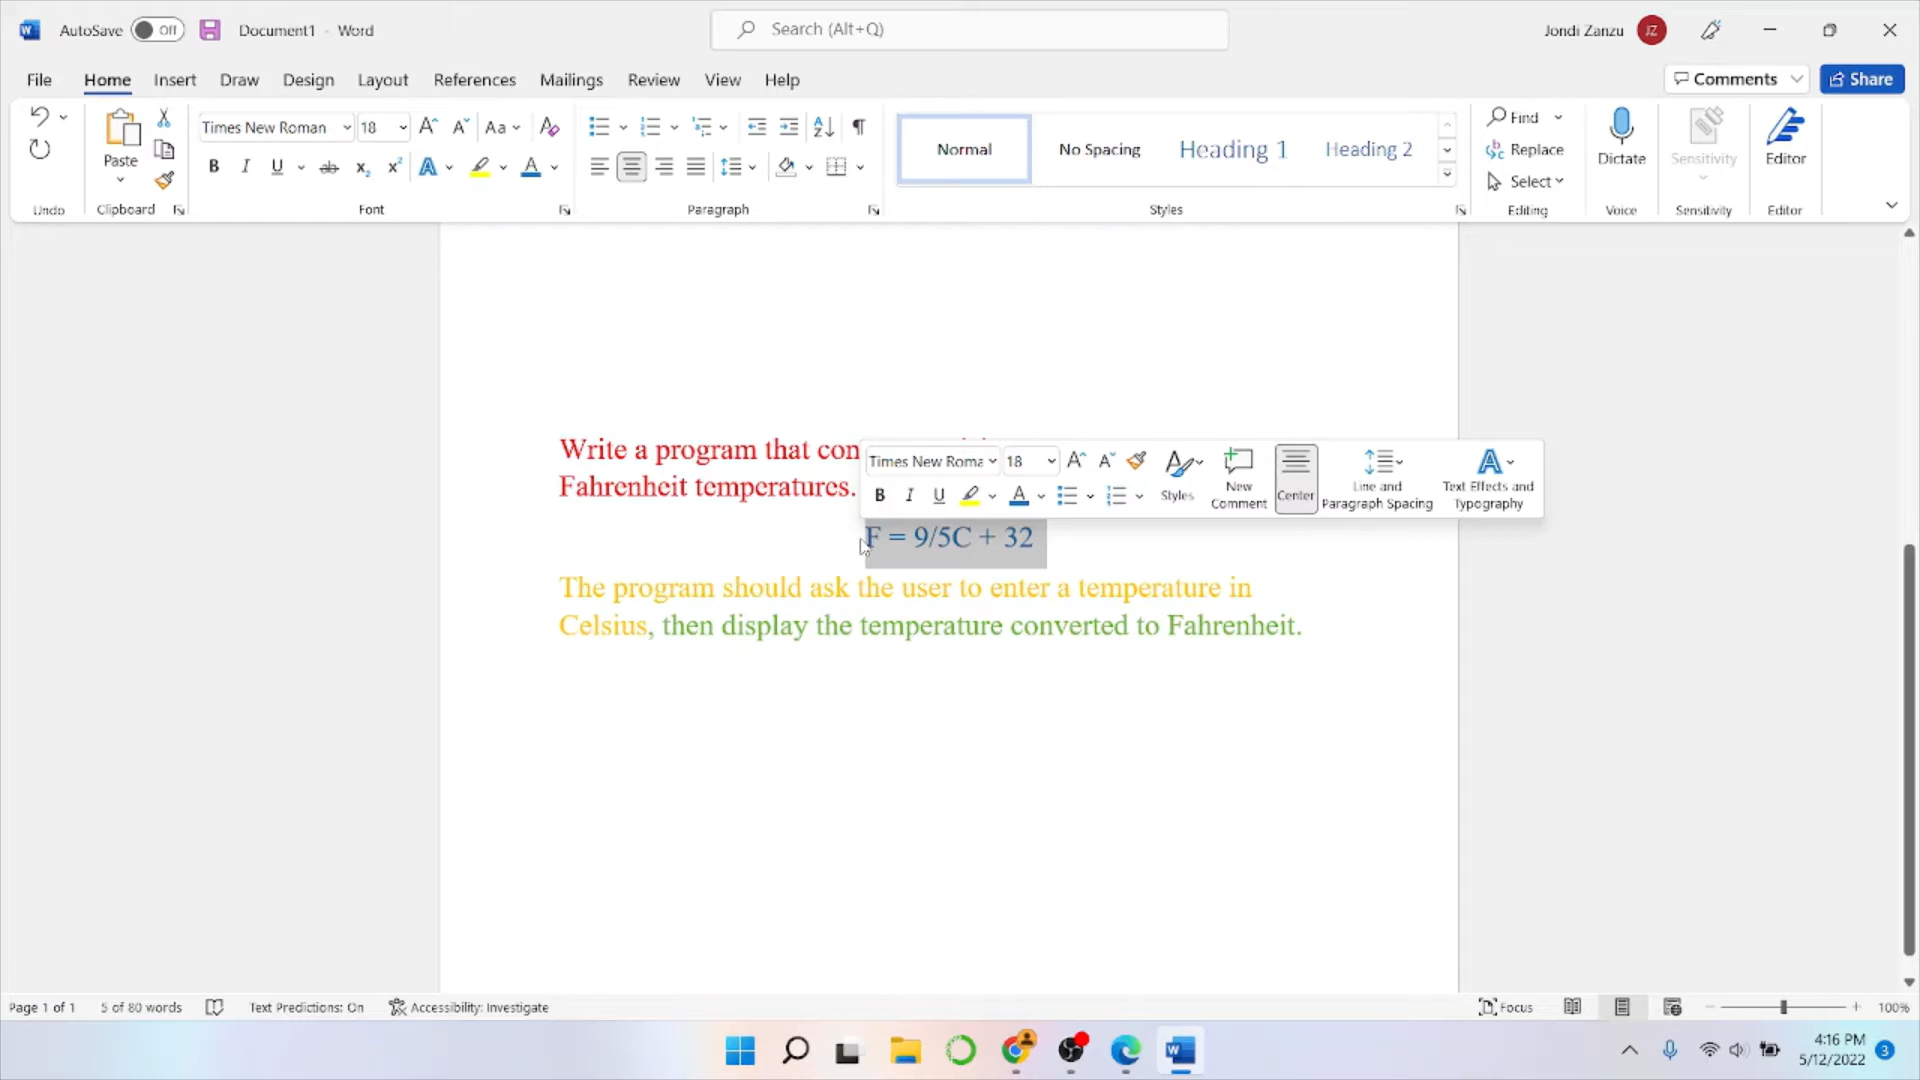 AutoSave Off Document1 - Word Search (Alt+Q) Jondi Zanzu JZ
File Home Insert Draw Design Layout References Mailings Review View Help Comments Share
Paste Times New Roman 18 Aa Normal No Spacing Heading 1 Heading 2 Find Replace Select Dictate Sensitivity Editor
Undo Clipboard Font Paragraph Styles Editing Voice Sensitivity Editor
Write a program that con
Fahrenheit temperatures.
Times New Roma 18
B I U Styles New Comment Center Line and Paragraph Spacing Text Effects and Typography
F = 9/5C + 32
The program should ask the user to enter a temperature in
Celsius, then display the temperature converted to Fahrenheit.
Page 1 of 1 5 of 80 words Text Predictions: On Accessibility: Investigate Focus 100%
4:16 PM
5/12/2022 3